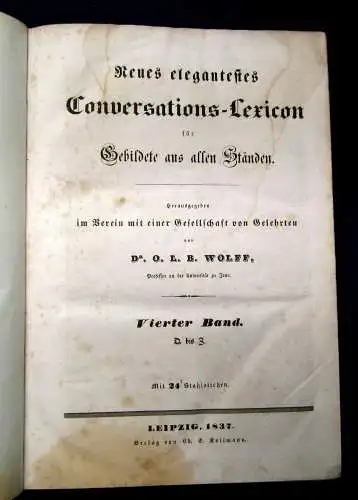 Neues elegantestes
Conversations-Lexicon
für
Gebildete aus allen Ständen.
Herausgegeben
im Verein mit einer Gesellschaft von Gelehrten
von
Dr. O. L. B. WOLFF,
Professor an der Universität zu Jena.
Vierter Band.
Q. bis Z.
Mit 24 Stahlstichen.
LEIPZIG, 1837.
Verlag von Ch. E. Kollmann.